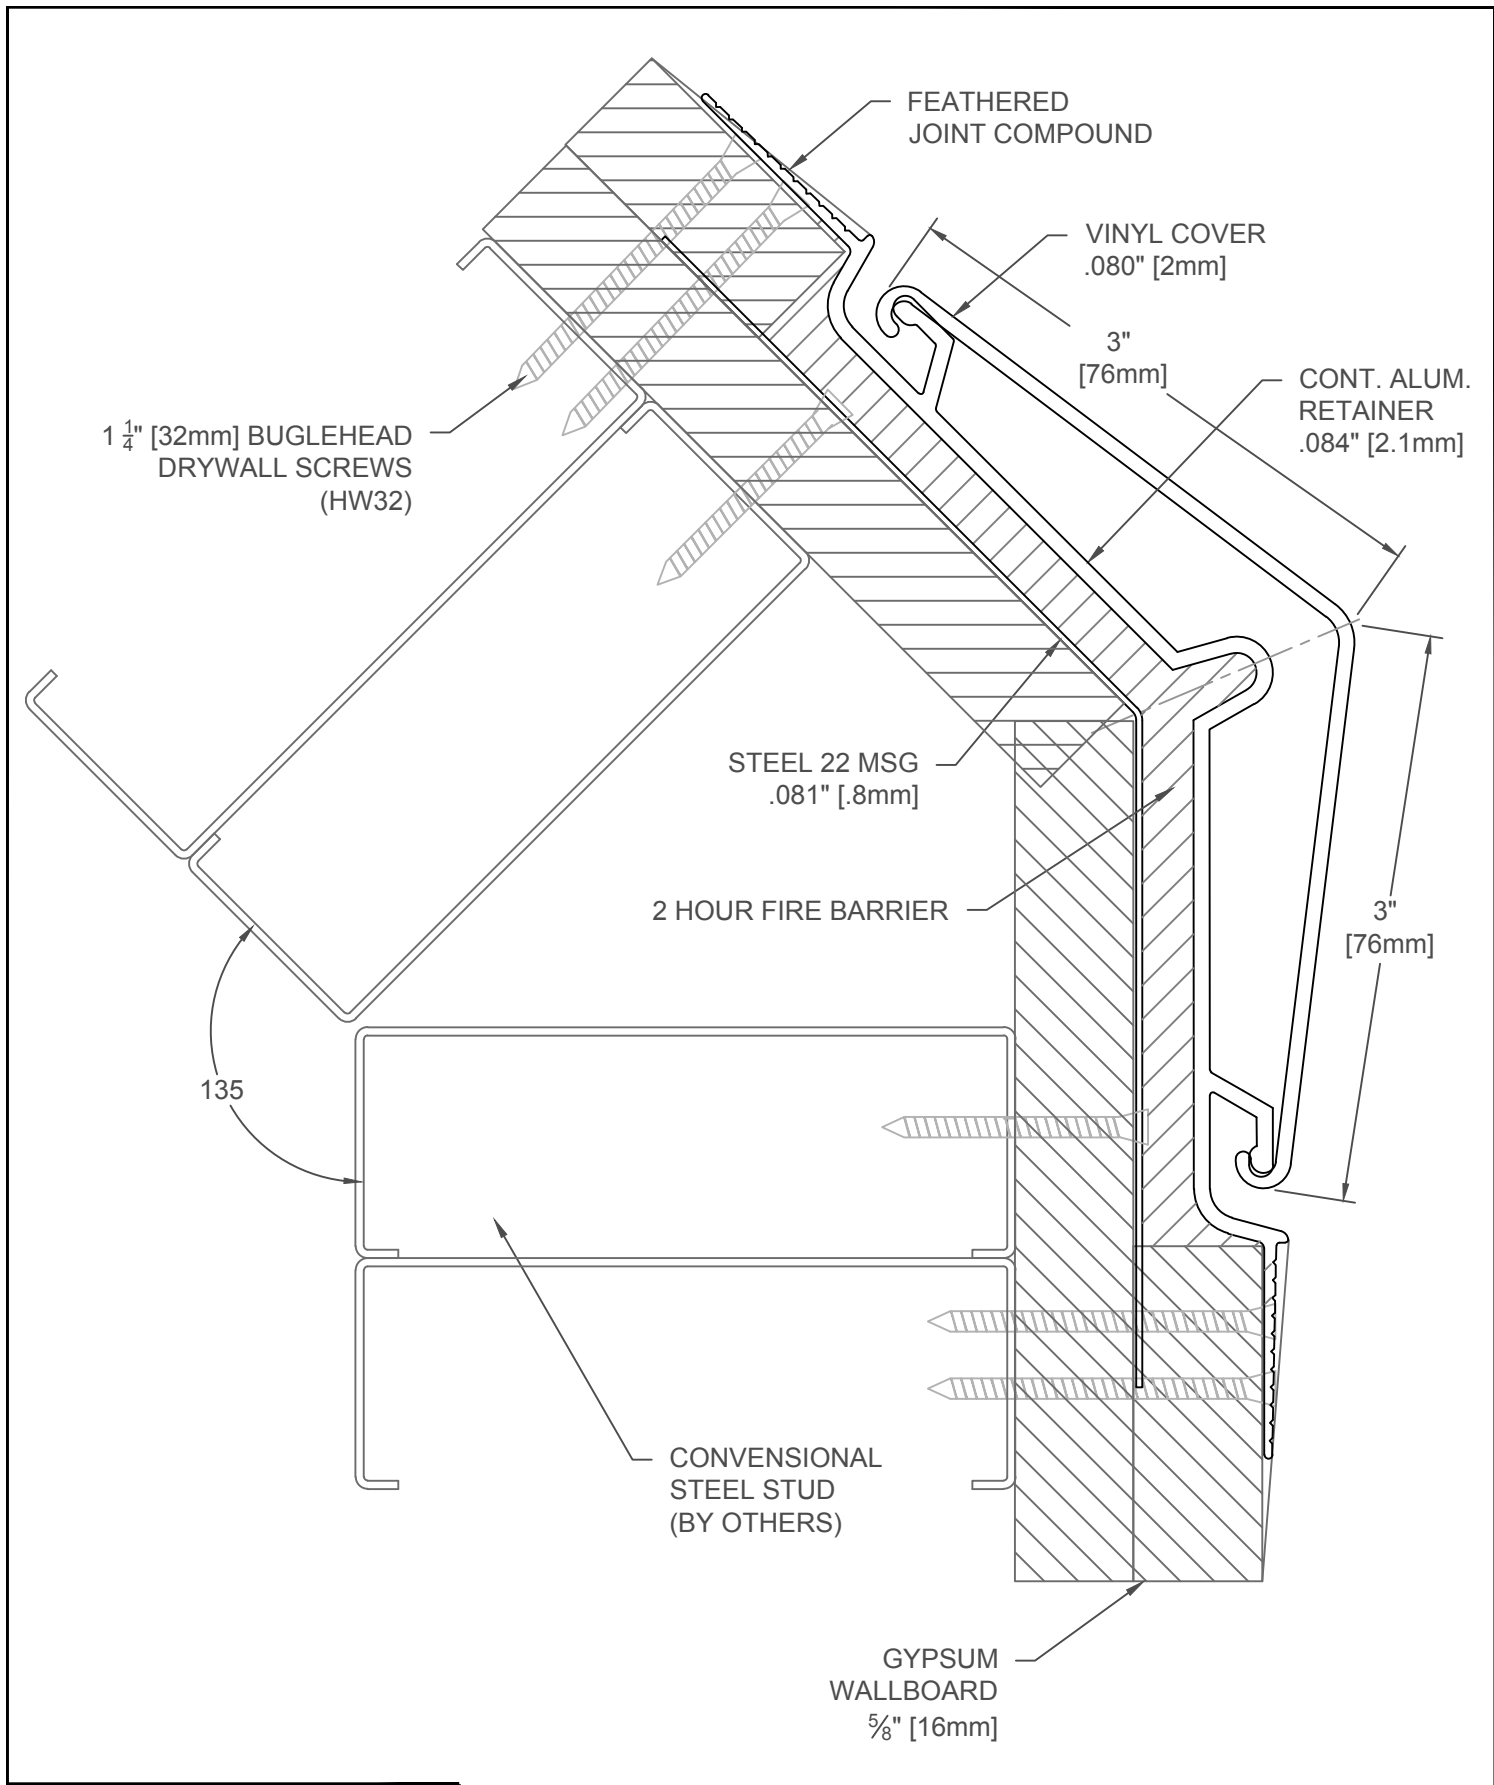 FEATHERED
JOINT COMPOUND
VINYL COVER
.080" [2mm]
3"
[76mm]
CONT. ALUM.
RETAINER
.084" [2.1mm]
1 1/4" [32mm] BUGLEHEAD
DRYWALL SCREWS
(HW32)
STEEL 22 MSG
.081" [.8mm]
2 HOUR FIRE BARRIER
3"
[76mm]
135
CONVENSIONAL
STEEL STUD
(BY OTHERS)
GYPSUM
WALLBOARD
5/8" [16mm]